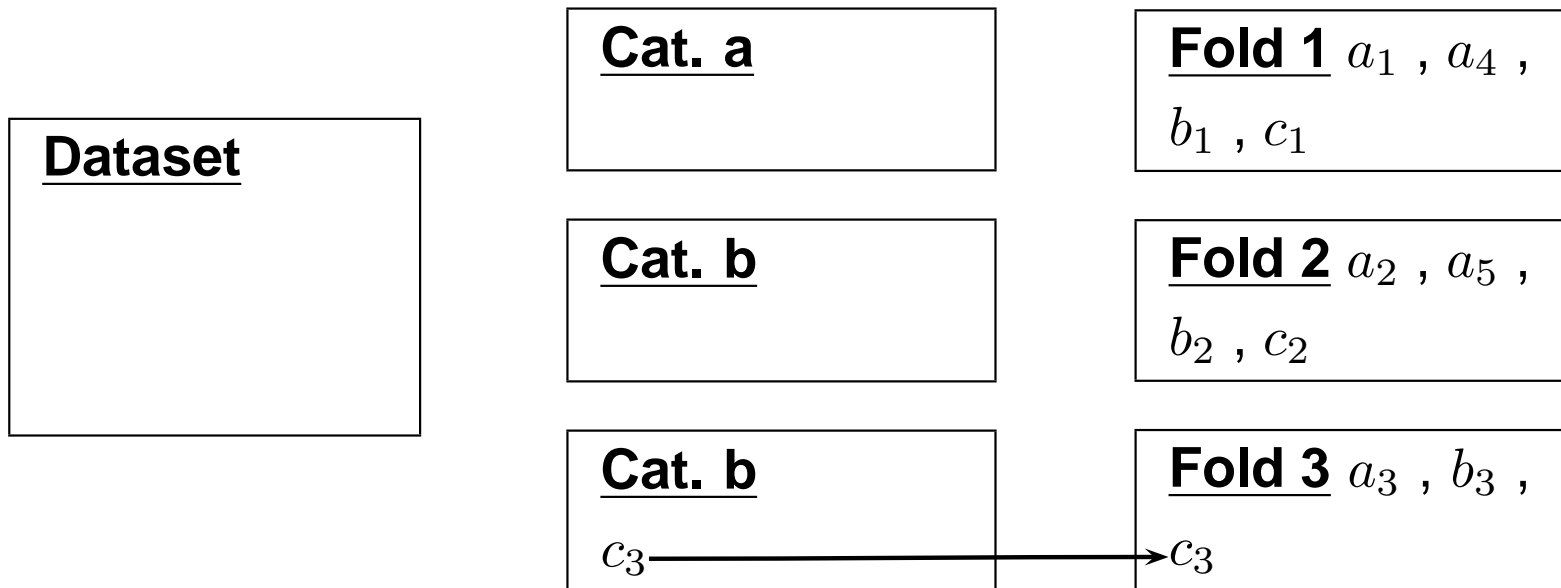 Dataset
Cat. a
Cat. b
Cat. b
c₃
Fold 1 a₁ , a₄ ,
b₁ , c₁
Fold 2 a₂ , a₅ ,
b₂ , c₂
Fold 3 a₃ , b₃ ,
c₃